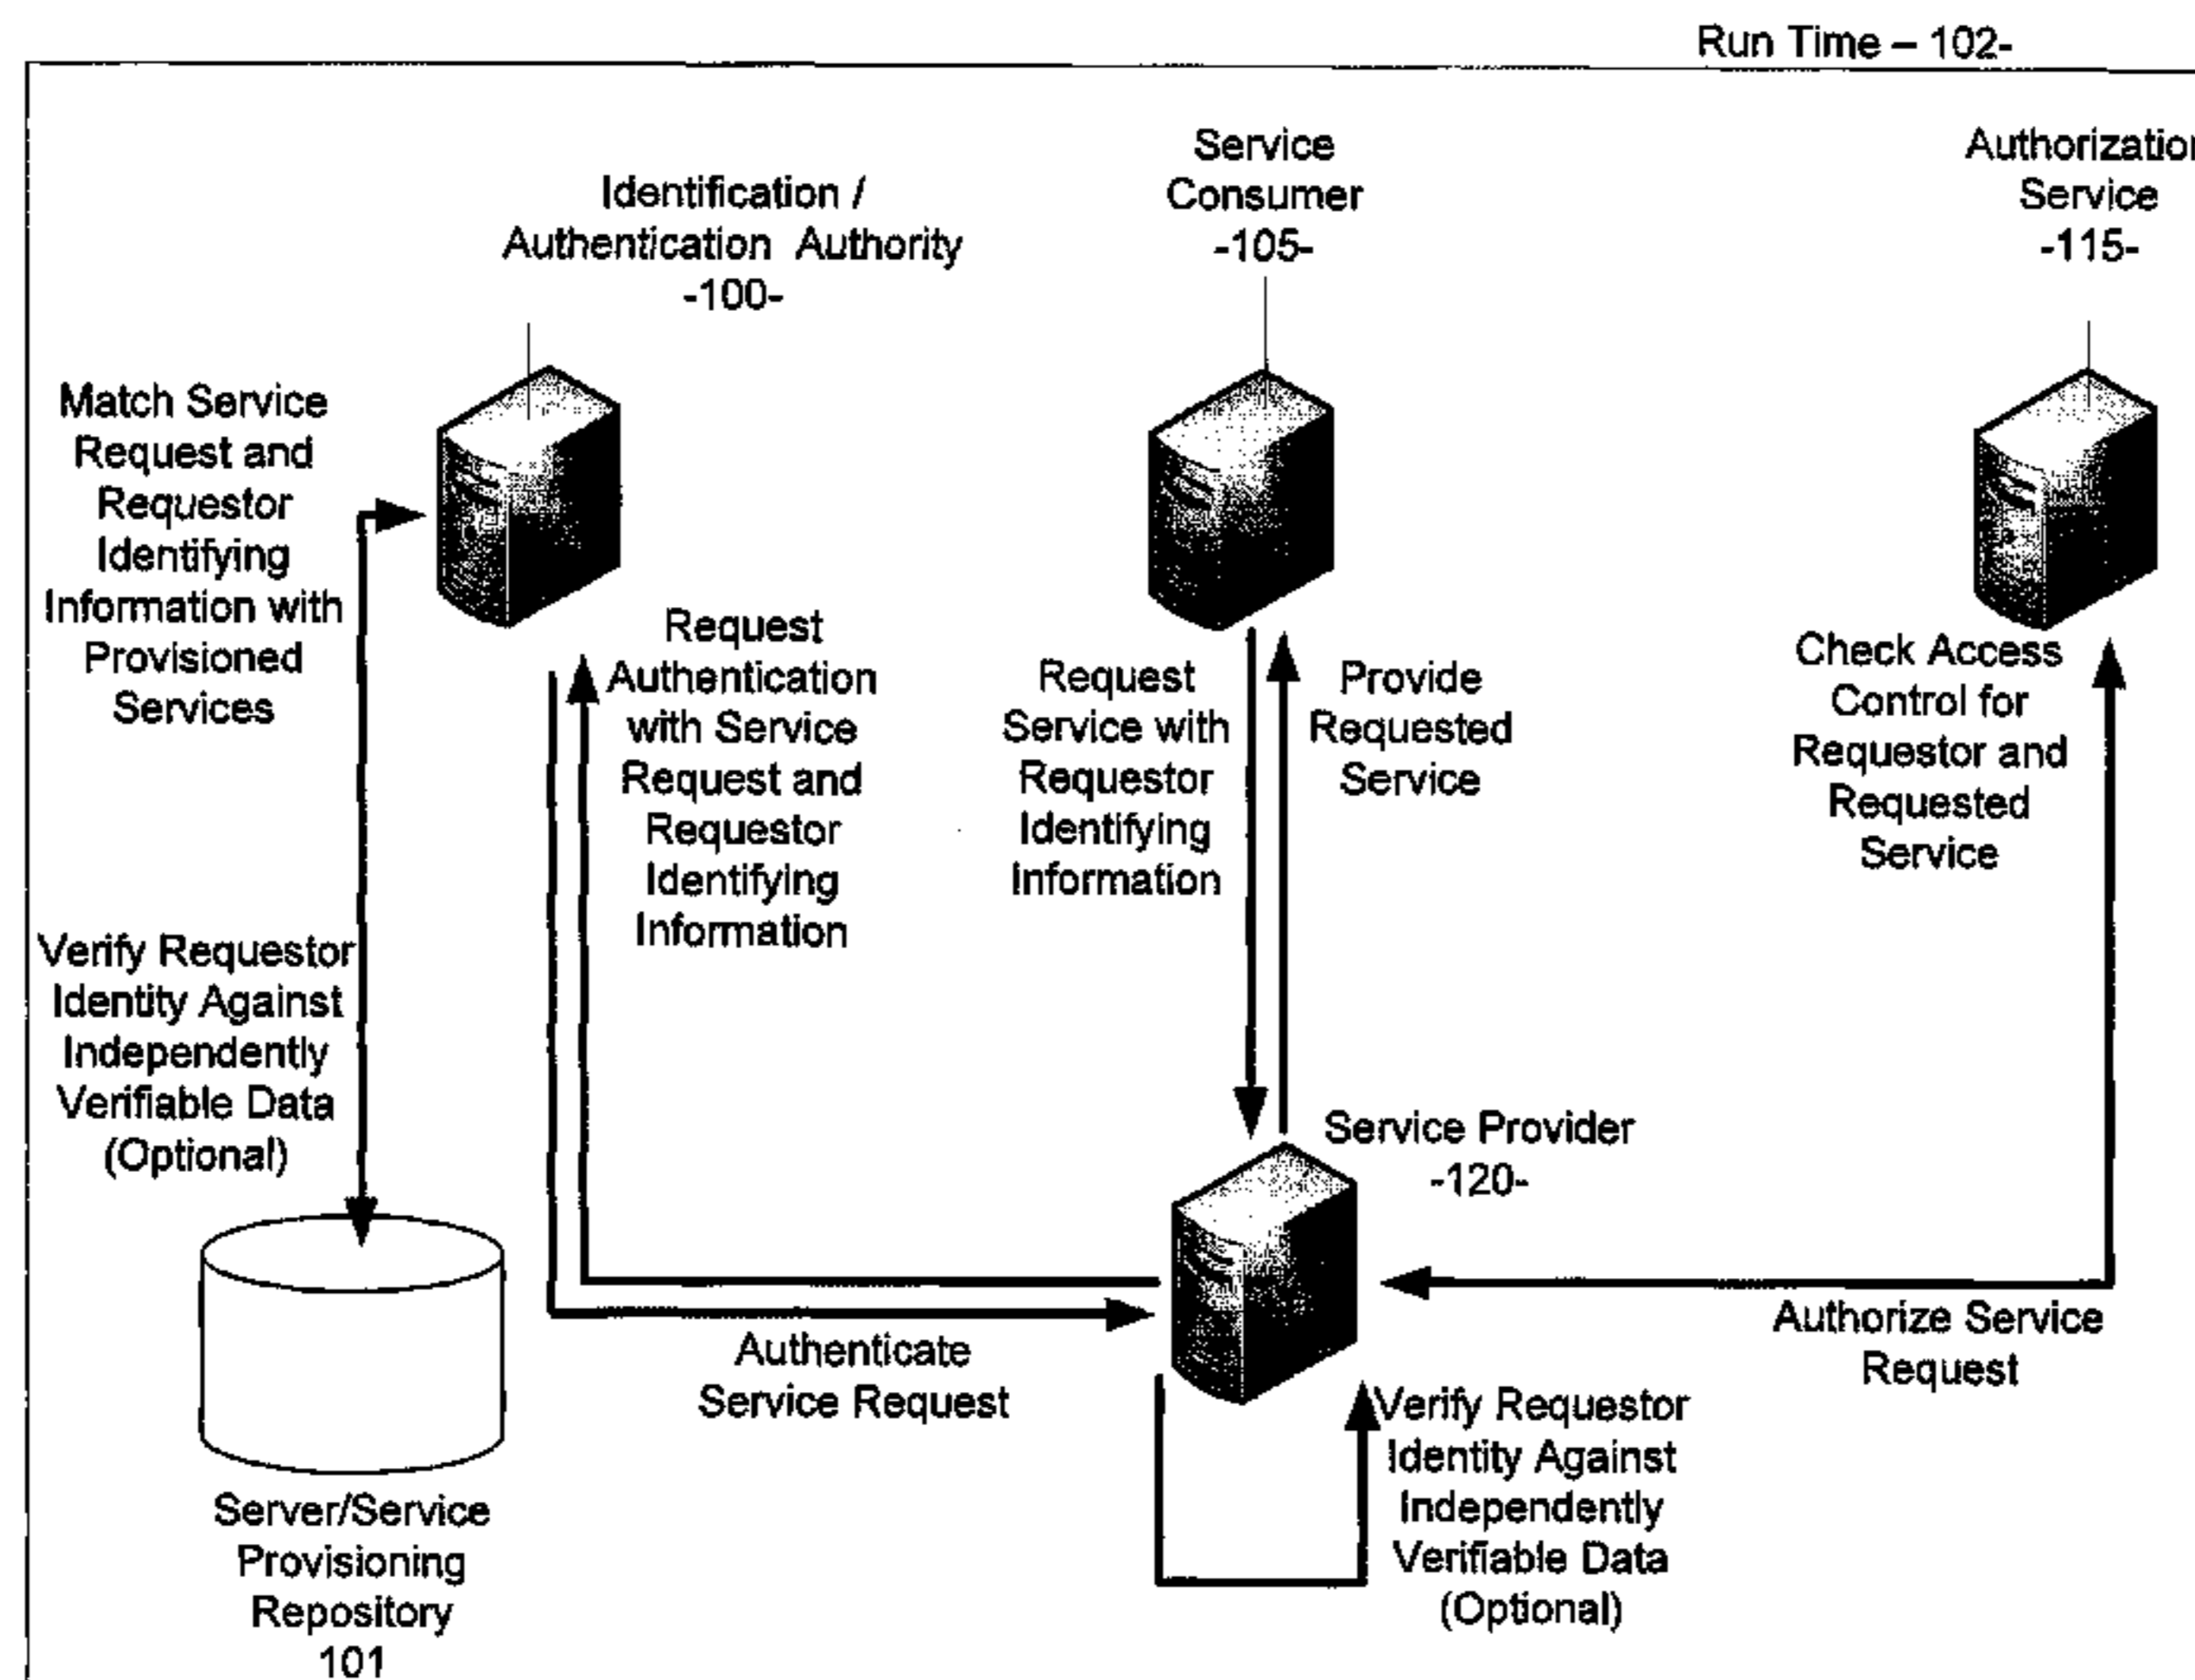 Run Time – 102-
Identification /
Authentication Authority
-100-
Service
Consumer
-105-
Authorization
Service
-115-
Match Service
Request and
Requestor
Identifying
Information with
Provisioned
Services
Request
Authentication
with Service
Request and
Requestor
Identifying
Information
Request
Service with
Requestor
Identifying
Information
Provide
Requested
Service
Check Access
Control for
Requestor and
Requested
Service
Verify Requestor
Identity Against
Independently
Verifiable Data
(Optional)
Service Provider
-120-
Authenticate
Service Request
Authorize Service
Request
Verify Requestor
Identity Against
Independently
Verifiable Data
(Optional)
Server/Service
Provisioning
Repository
101